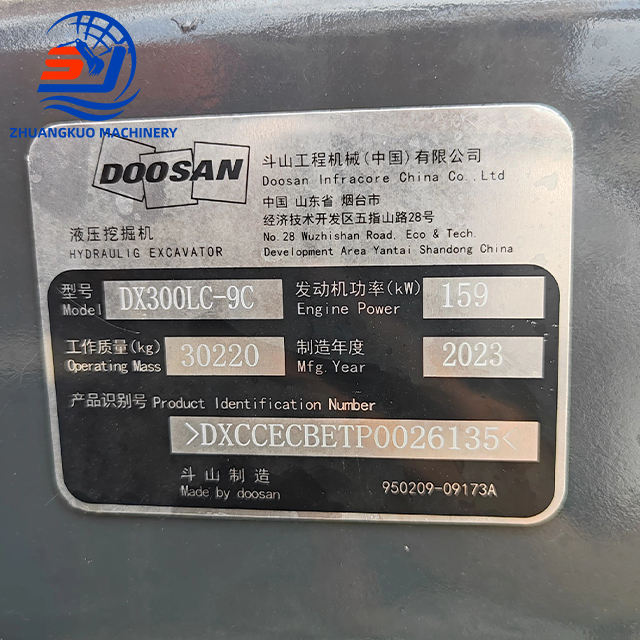 SY
ZHUANGKUO MACHINERY
DOOSAN
斗山工程机械(中国)有限公司
Doosan Infracore China Co.,Ltd
中国 山东省 烟台市
经济技术开发区五指山路28号
No.28 Wuzhishan Road, Eco & Tech.
Development Area Yantai Shandong China
液压挖掘机
HYDRAULIG EXCAVATOR
型号 DX300LC-9C 发动机功率(kW) 159
Model Engine Power
工作质量(kg) 30220 制造年度 2023
Operating Mass Mfg.Year
产品识别号 Product Identification Number
>DXCCECBETP0026135<
斗山制造
Made by doosan
950209-09173A